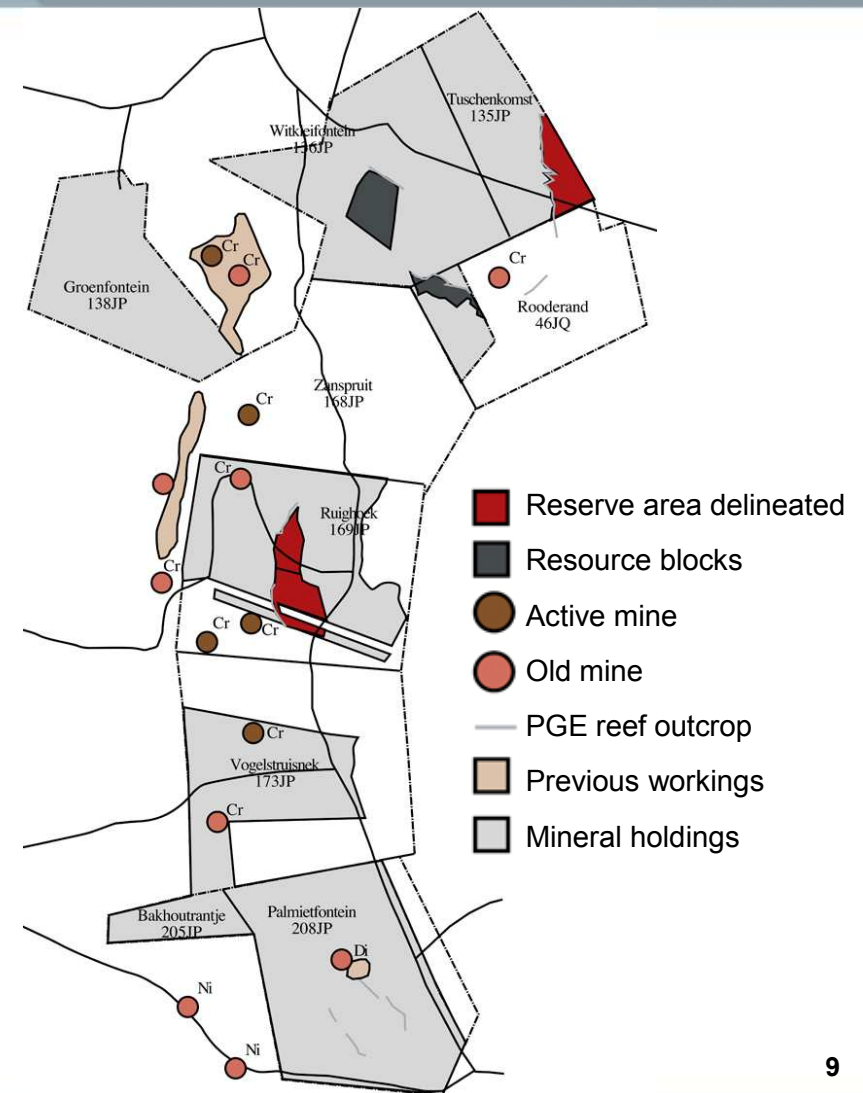 Tuschenkomst
135JP
Witkleifontein
136JP
Cr
Cr
Cr
Groenfontein
138JP
Rooderand
46JQ
Zanspruit
168JP
Cr
Cr
Ruighoek
169JP
Cr
Cr
Cr
Reserve area delineated
Resource blocks
Active mine
Old mine
PGE reef outcrop
Previous workings
Mineral holdings
Cr
Vogelstruisnek
173JP
Cr
Bakhoutrantje
205JP
Palmietfontein
208JP
Di
Ni
Ni
9